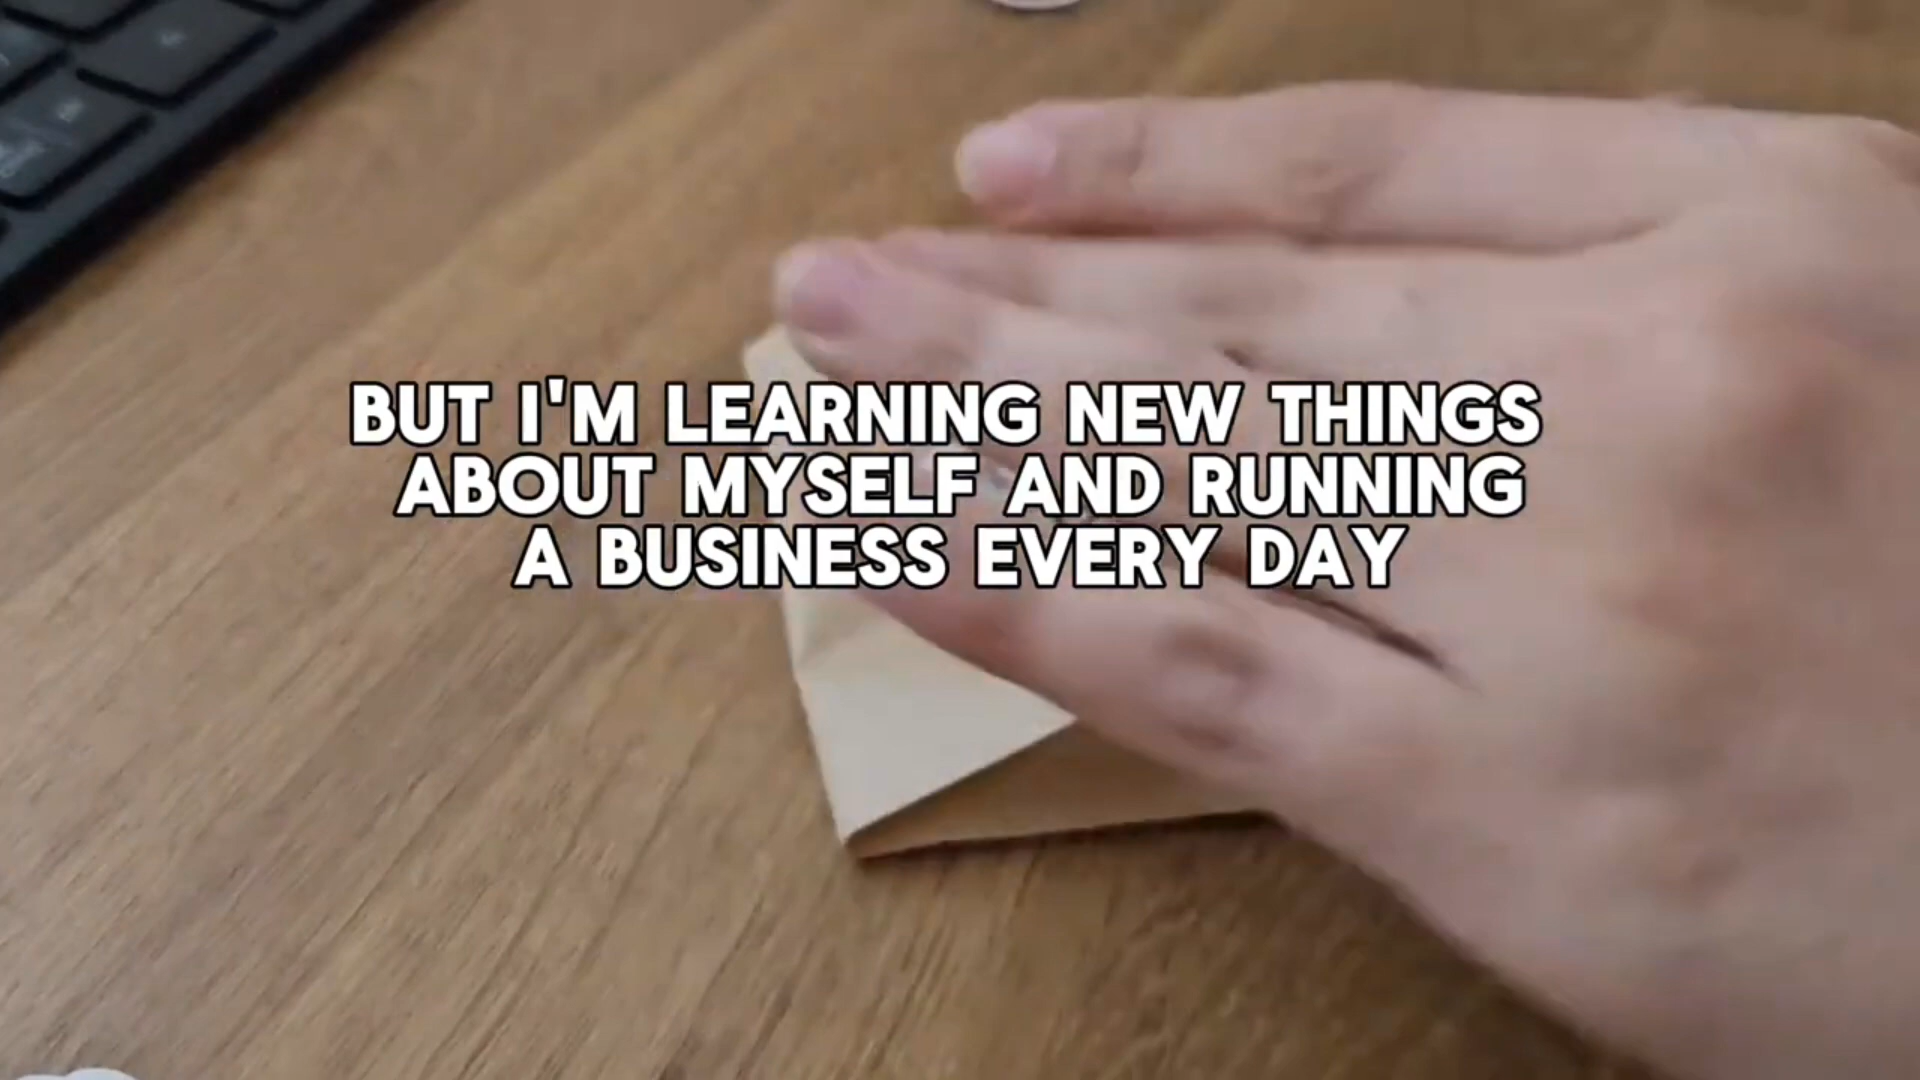 BUT I'M LEARNING NEW THINGS
ABOUT MYSELF AND RUNNING
A BUSINESS EVERY DAY